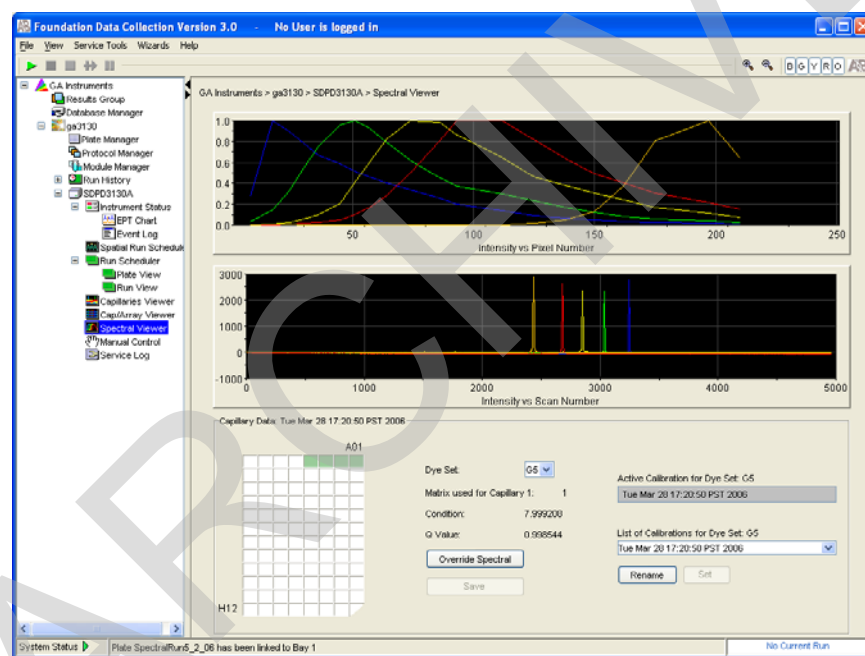 Foundation Data Collection Version 3.0 - No User is logged in
File View Service Tools Wizards Help
B G Y R O
GA Instruments
Results Group
Database Manager
ga3130
Plate Manager
Protocol Manager
Module Manager
Run History
SDPD3130A
Instrument Status
EPT Chart
Event Log
Spatial Run Schedul
Run Scheduler
Plate View
Run View
Capillaries Viewer
Cap/Array Viewer
Spectral Viewer
Manual Control
Service Log
GA Instruments > ga3130 > SDPD3130A > Spectral Viewer
1.0
0.8
0.6
0.4
0.2
0.0
50 100 150 200 250
Intensity vs Pixel Number
3000
2000
1000
0
-1000
0 1000 2000 3000 4000 5000
Intensity vs Scan Number
Capillary Data: Tue Mar 28 17:20:50 PST 2006
A01
H12
Dye Set: G5
Matrix used for Capillary 1: 1
Condition: 7.999208
Q Value: 0.998544
Override Spectral
Save
Active Calibration for Dye Set: G5
Tue Mar 28 17:20:50 PST 2006
List of Calibrations for Dye Set: G5
Tue Mar 28 17:20:50 PST 2006
Rename Set
System Status Plate SpectralRun5_2_06 has been linked to Bay 1 No Current Run
ARCHIVE